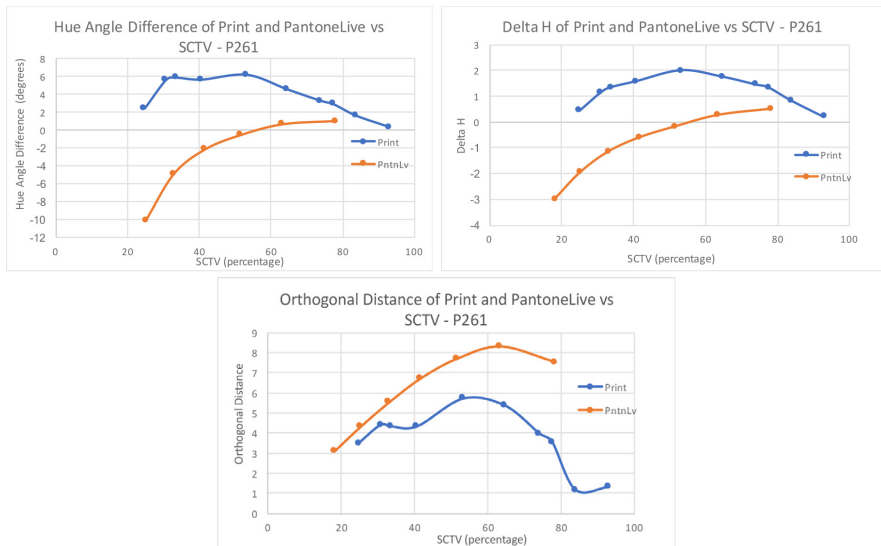 Hue Angle Difference of Print and PantoneLive vs
SCTV - P261
Hue Angle Difference (degrees)
8
6
4
2
0
-2
-4
-6
-8
-10
-12
0
20
40
60
80
100
SCTV (percentage)
Print
PntnLv
Delta H of Print and PantoneLive vs SCTV - P261
Delta H
3
2
1
0
-1
-2
-3
-4
0
20
40
60
80
100
SCTV (percentage)
Print
PntnLv
Orthogonal Distance of Print and PantoneLive vs
SCTV - P261
Orthogonal Distance
9
8
7
6
5
4
3
2
1
0
0
20
40
60
80
100
SCTV (percentage)
Print
PntnLv